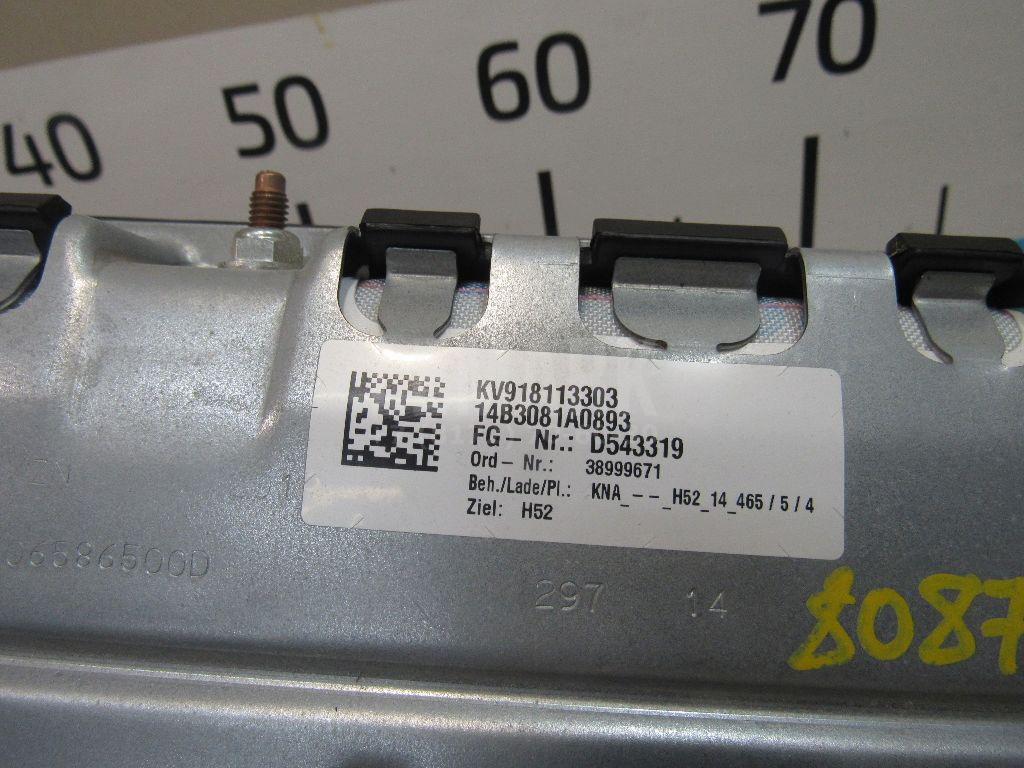 40 50 60 70
KV918113303
14B3081A0893
FG- Nr.: D543319
Ord- Nr.: 38999671
Beh./Lade/Pl.: KNA_--_H52_14_465/5/4
Ziel: H52
06586500D
297 14
8087